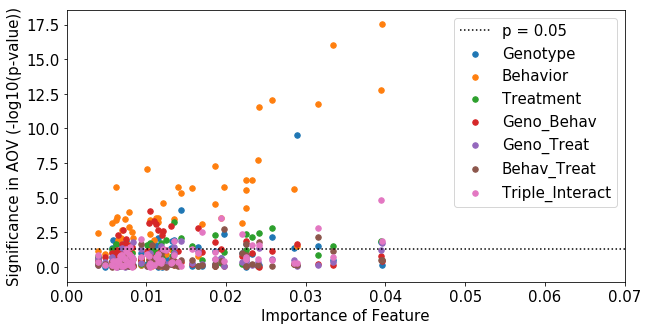 Significance in AOV (-log10(p-value))
17.5
15.0
12.5
10.0
7.5
5.0
2.5
0.0
p = 0.05
Genotype
Behavior
Treatment
Geno_Behav
Geno_Treat
Behav_Treat
Triple_Interact
0.00 0.01 0.02 0.03 0.04 0.05 0.06 0.07
Importance of Feature